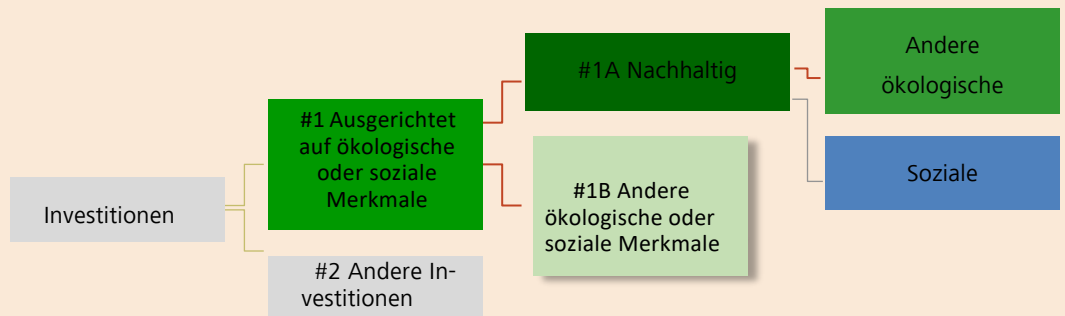 Investitionen
#1 Ausgerichtet
auf ökologische
oder soziale
Merkmale
#2 Andere In-
vestitionen
#1A Nachhaltig
#1B Andere
ökologische oder
soziale Merkmale
Andere
ökologische
Soziale